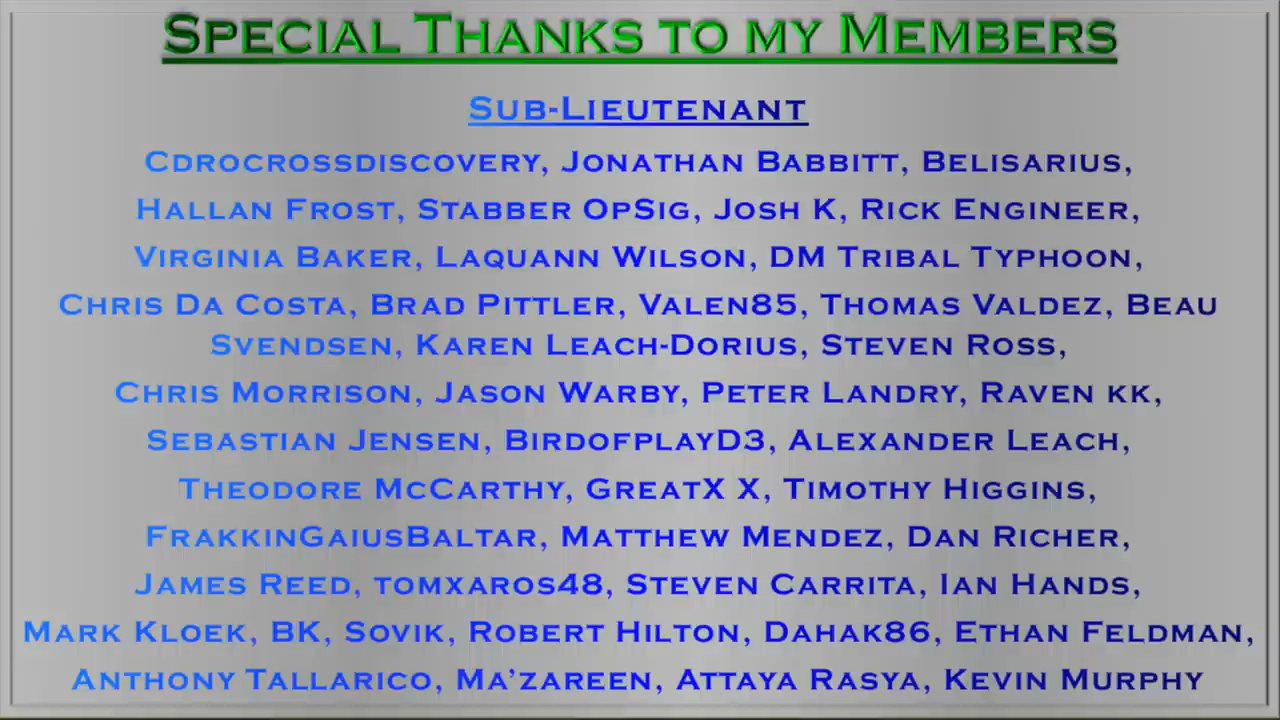 Special Thanks to my Members
Sub-Lieutenant
Cdrocrossdiscovery, Jonathan Babbitt, Belisarius,
Hallan Frost, Stabber OpSig, Josh K, Rick Engineer,
Virginia Baker, Laquann Wilson, DM Tribal Typhoon,
Chris Da Costa, Brad Pittler, Valen85, Thomas Valdez, Beau
Svendsen, Karen Leach-Dorius, Steven Ross,
Chris Morrison, Jason Warby, Peter Landry, Raven kk,
Sebastian Jensen, BirdofplayD3, Alexander Leach,
Theodore McCarthy, GreatX X, Timothy Higgins,
FrakkinGaiusBaltar, Matthew Mendez, Dan Richer,
James Reed, tomxaros48, Steven Carrita, Ian Hands,
Mark Kloek, BK, Sovik, Robert Hilton, Dahak86, Ethan Feldman,
Anthony Tallarico, Ma’zareen, Attaya Rasya, Kevin Murphy